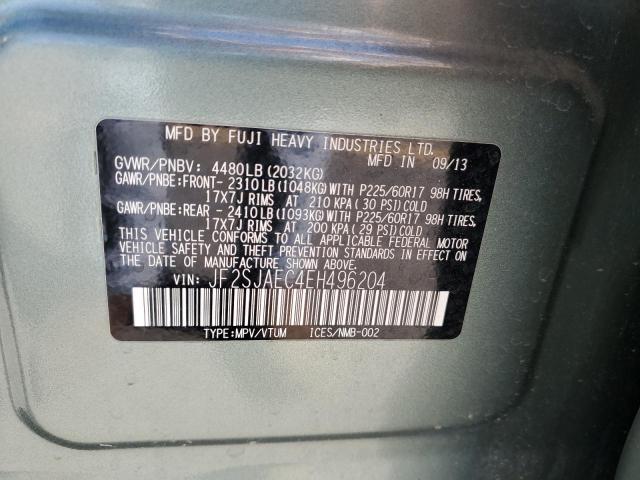 MFD BY FUJI HEAVY INDUSTRIES LTD.
MFD IN 09/13
GVWR/PNBV: 4480LB(2032KG)
GAWR/PNBE:FRONT- 2310LB(1048KG)WITH P225/60R17 98H TIRES,
17X7J RIMS AT 210 KPA(30 PSI)COLD
GAWR/PNBE:REAR -2410LB(1093KG)WITH P225/60R17 98H TIRES,
17X7J RIMS AT 200 KPA(29 PSI)COLD
THIS VEHICLE CONFORMS TO ALL APPLICABLE FEDERAL MOTOR
VEHICLE SAFETY AND THEFT PREVENTION STANDARDS IN EFFECT ON
THE DATE OF MANUFACTURE SHOWN ABOVE.
VIN: JF2SJAEC4EH496204
TYPE:MPV/VTUM ICES/NMB-002